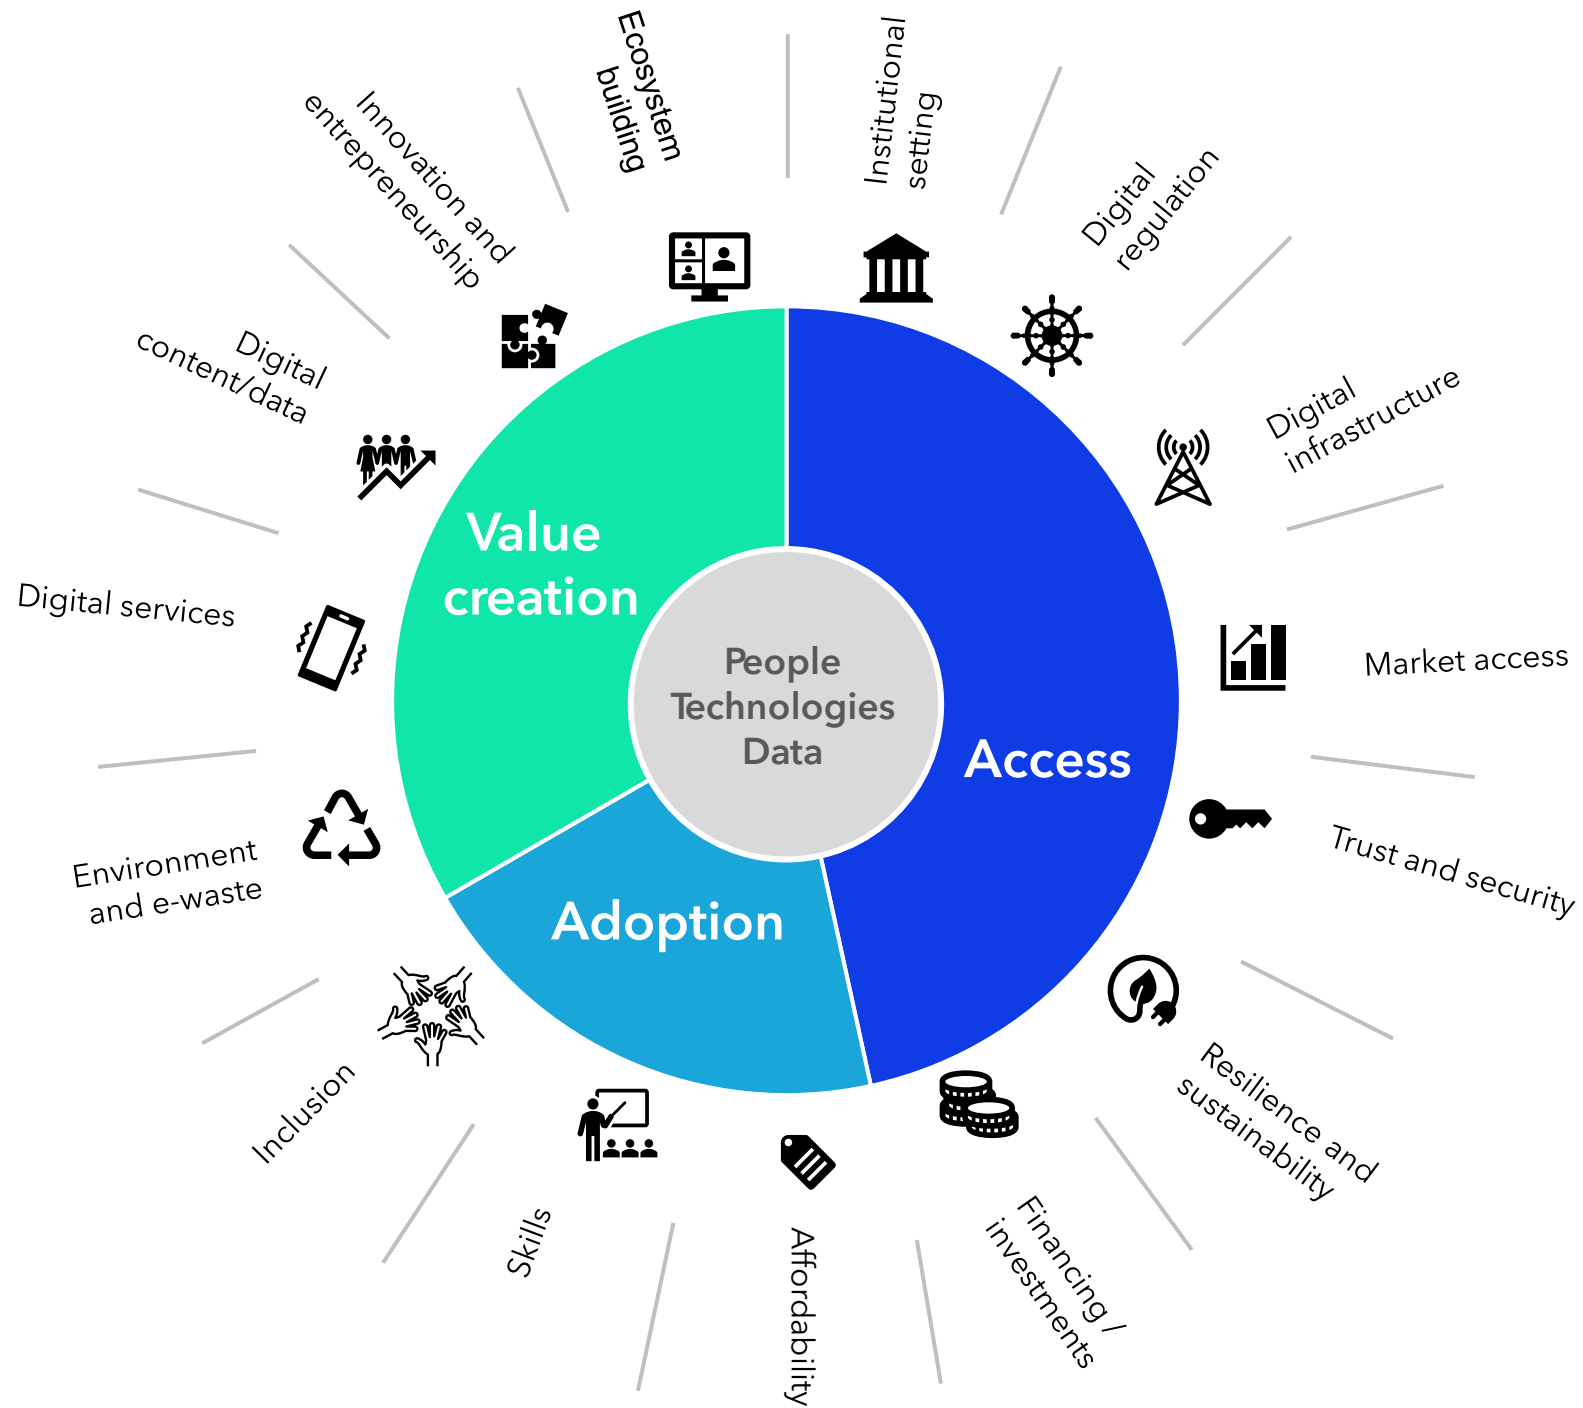 Ecosystem
building
Institutional
setting
Digital
regulation
Digital
infrastructure
Market access
Trust and security
Resilience and
sustainability
Financing /
investments
Affordability
Skills
Inclusion
Environment
and e-waste
Digital services
Digital
content/data
Innovation and
entrepreneurship
Value
creation
Access
Adoption
People
Technologies
Data